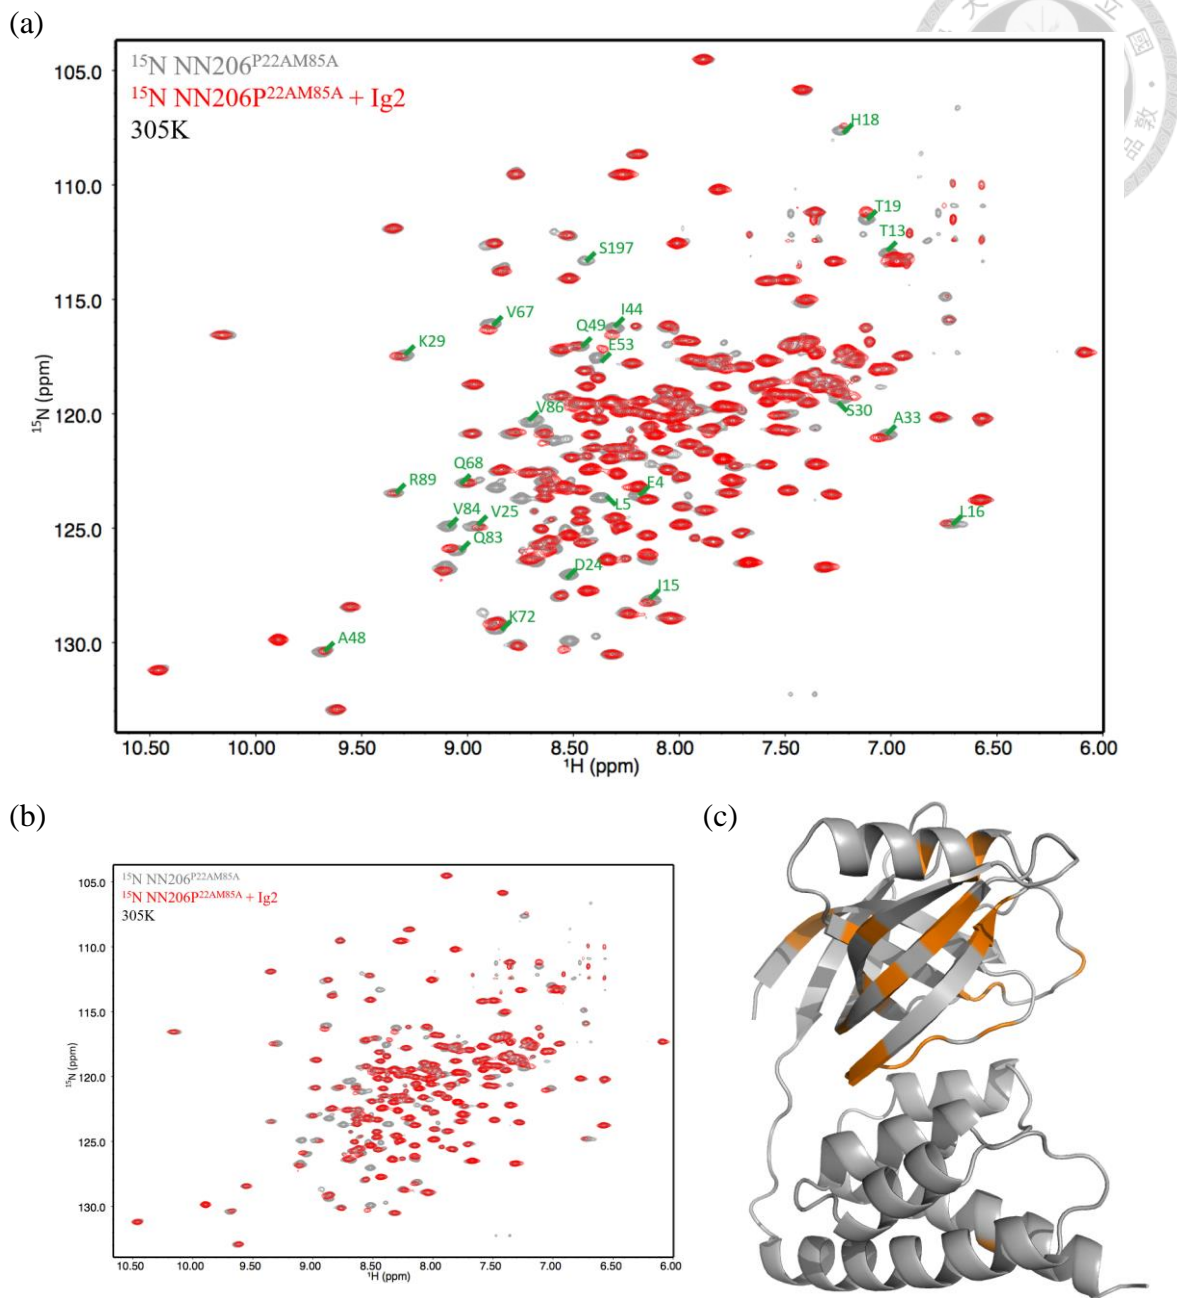 (a)
大
立
國
敦
品
15N NN206P22AM85A
15N NN206P22AM85A + Ig2
305K
105.0
110.0
115.0
120.0
125.0
130.0
15N (ppm)
H18
T19
T13
S197
V67
I44
Q49
K29
E53
V86
S30
A33
Q68
R89
E4
L5
V84
V25
L16
Q83
D24
I15
K72
A48
10.50
10.00
9.50
9.00
8.50
8.00
7.50
7.00
6.50
6.00
1H (ppm)
(b)
15N NN206P22AM85A
15N NN206P22AM85A + Ig2
305K
105.0
110.0
115.0
120.0
125.0
130.0
15N (ppm)
10.00
9.50
9.00
8.50
8.00
7.50
7.00
6.50
6.00
10.50
1H (ppm)
(c)